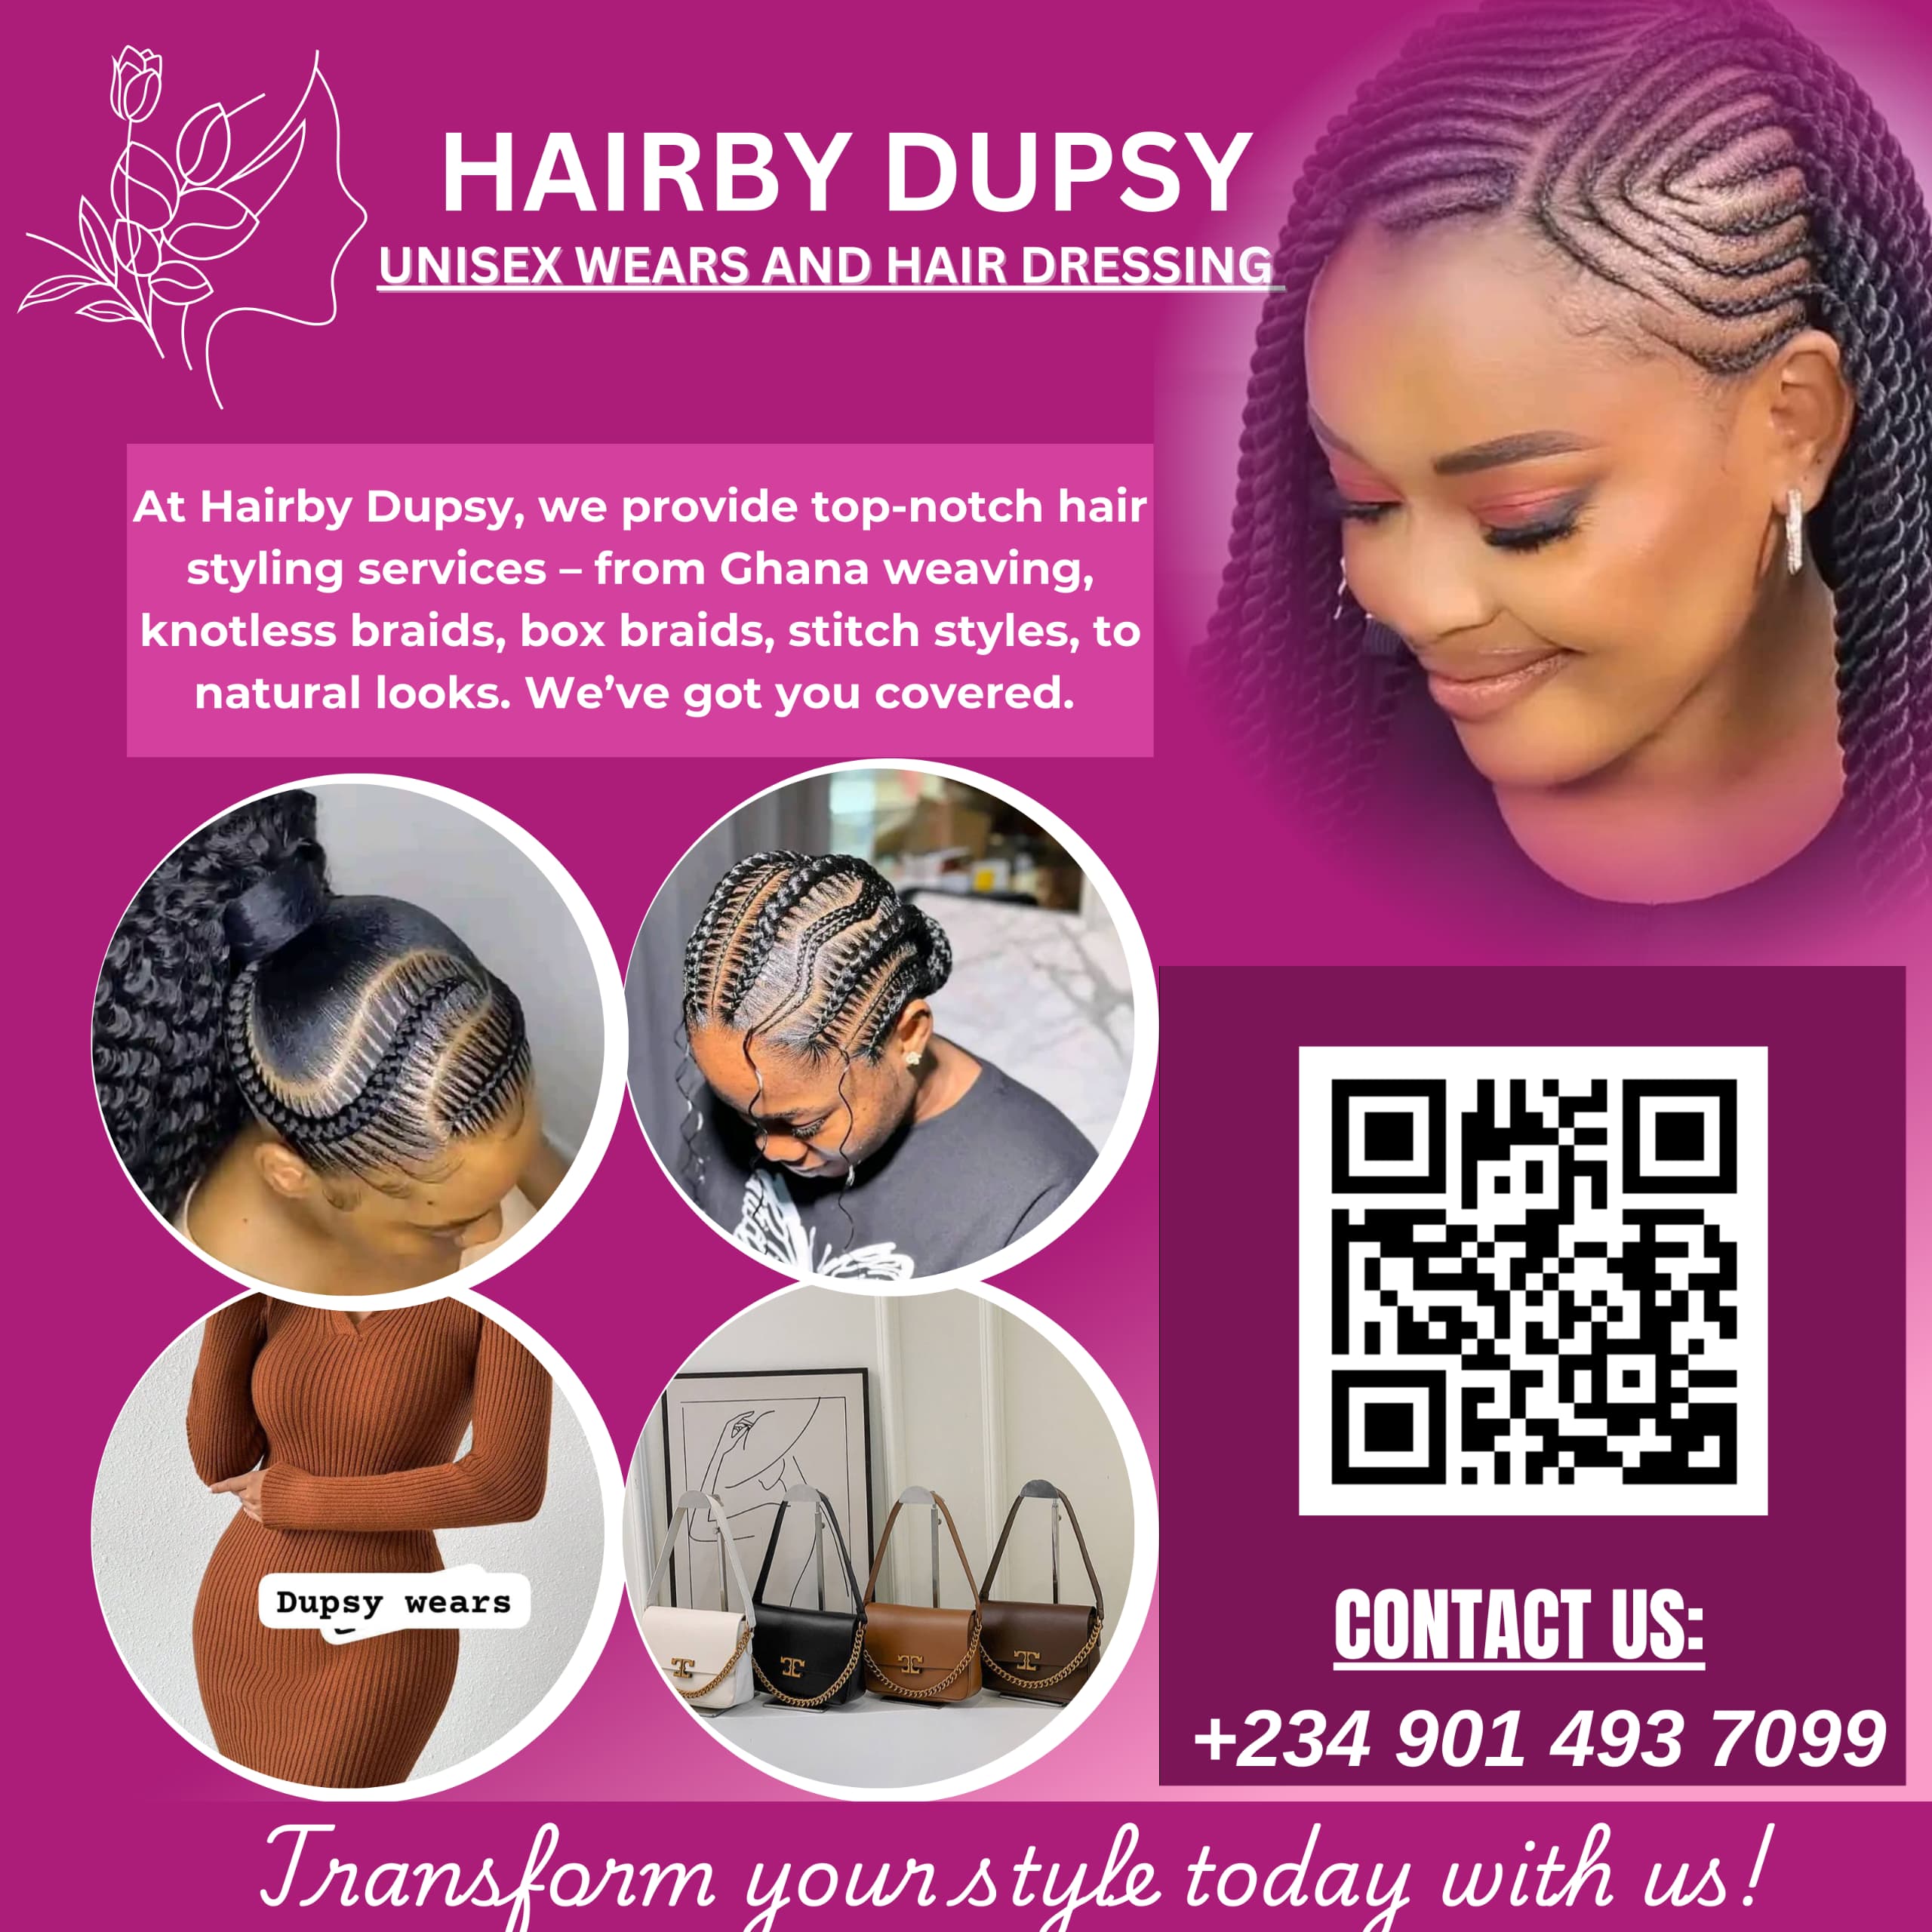 HAIRBY DUPSY
UNISEX WEARS AND HAIR DRESSING
At Hairby Dupsy, we provide top-notch hair
styling services – from Ghana weaving,
knotless braids, box braids, stitch styles, to
natural looks. We’ve got you covered.
Dupsy wears
CONTACT US:
+234 901 493 7099
Transform your style today with us!